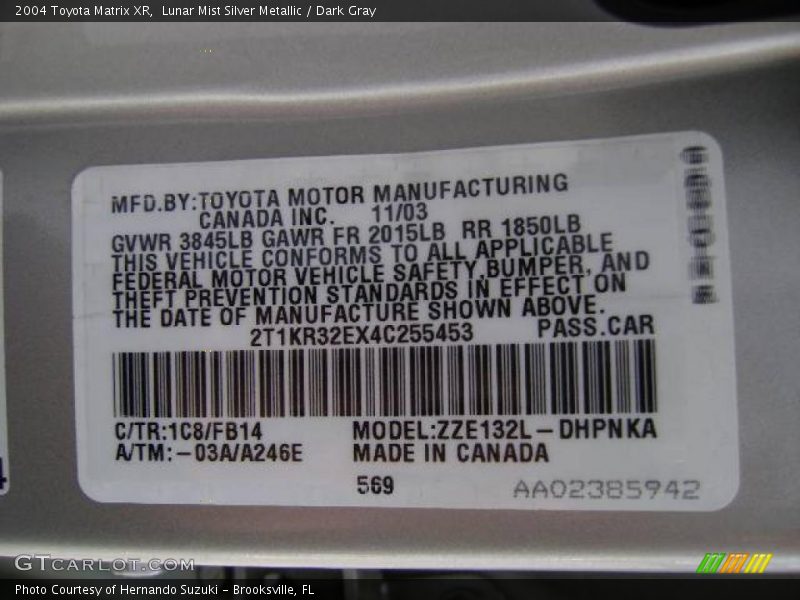 2004 Toyota Matrix XR,  Lunar Mist Silver Metallic / Dark Gray
MFD.BY:TOYOTA MOTOR MANUFACTURING
CANADA INC.  11/03
GVWR 3845LB GAWR FR 2015LB  RR 1850LB
THIS VEHICLE CONFORMS TO ALL APPLICABLE
FEDERAL MOTOR VEHICLE SAFETY,BUMPER, AND
THEFT PREVENTION STANDARDS IN EFFECT ON
THE DATE OF MANUFACTURE SHOWN ABOVE.
2T1KR32EX4C255453  PASS.CAR
C/TR:1C8/FB14  MODEL:ZZE132L-DHPNKA
A/TM:-03A/A246E  MADE IN CANADA
569  AA02385942
GTCARLOT.COM
Photo Courtesy of Hernando Suzuki - Brooksville, FL